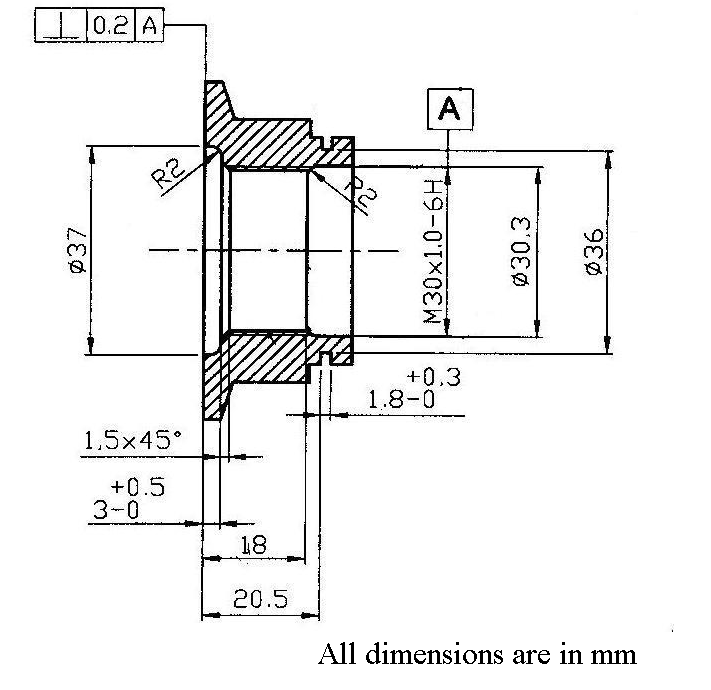 ⊥ 0.2 A
A
R2
R2
Ø37
M30x1.0-6H
Ø30.3
Ø36
+0.3
1.8-0
1,5x45°
+0.5
3-0
18
20.5
All dimensions are in mm